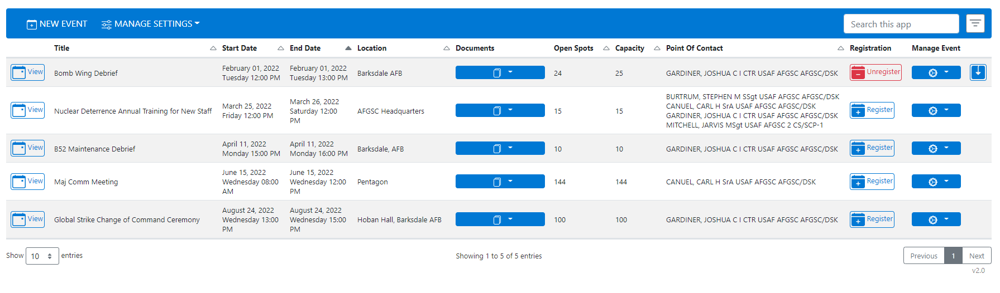 NEW EVENT MANAGE SETTINGS Search this app
Title Start Date End Date Location Documents Open Spots Capacity Point Of Contact Registration Manage Event
View Bomb Wing Debrief February 01, 2022 Tuesday 12:00 PM February 01, 2022 Tuesday 13:00 PM Barksdale AFB 24 25 GARDINER, JOSHUA C I CTR USAF AFGSC AFGSC/DSK Unregister
View Nuclear Deterrence Annual Training for New Staff March 25, 2022 Friday 12:00 PM March 26, 2022 Saturday 12:00 PM AFGSC Headquarters 15 15 BURTRUM, STEPHEN M SSgt USAF AFGSC AFGSC/DSK
CANUEL, CARL H SrA USAF AFGSC AFGSC/DSK
GARDINER, JOSHUA C I CTR USAF AFGSC AFGSC/DSK
MITCHELL, JARVIS MSgt USAF AFGSC 2 CS/SCP-1
Register
View B52 Maintenance Debrief April 11, 2022 Monday 15:00 PM April 11, 2022 Monday 16:00 PM Barksdale, AFB 10 10 GARDINER, JOSHUA C I CTR USAF AFGSC AFGSC/DSK Register
View Maj Comm Meeting June 15, 2022 Wednesday 08:00 AM June 15, 2022 Wednesday 12:00 PM Pentagon 144 144 CANUEL, CARL H SrA USAF AFGSC AFGSC/DSK Register
View Global Strike Change of Command Ceremony August 24, 2022 Wednesday 13:00 PM August 24, 2022 Wednesday 15:00 PM Hoban Hall, Barksdale AFB 100 100 GARDINER, JOSHUA C I CTR USAF AFGSC AFGSC/DSK Register
Show 10 entries Showing 1 to 5 of 5 entries Previous 1 Next
v2.0